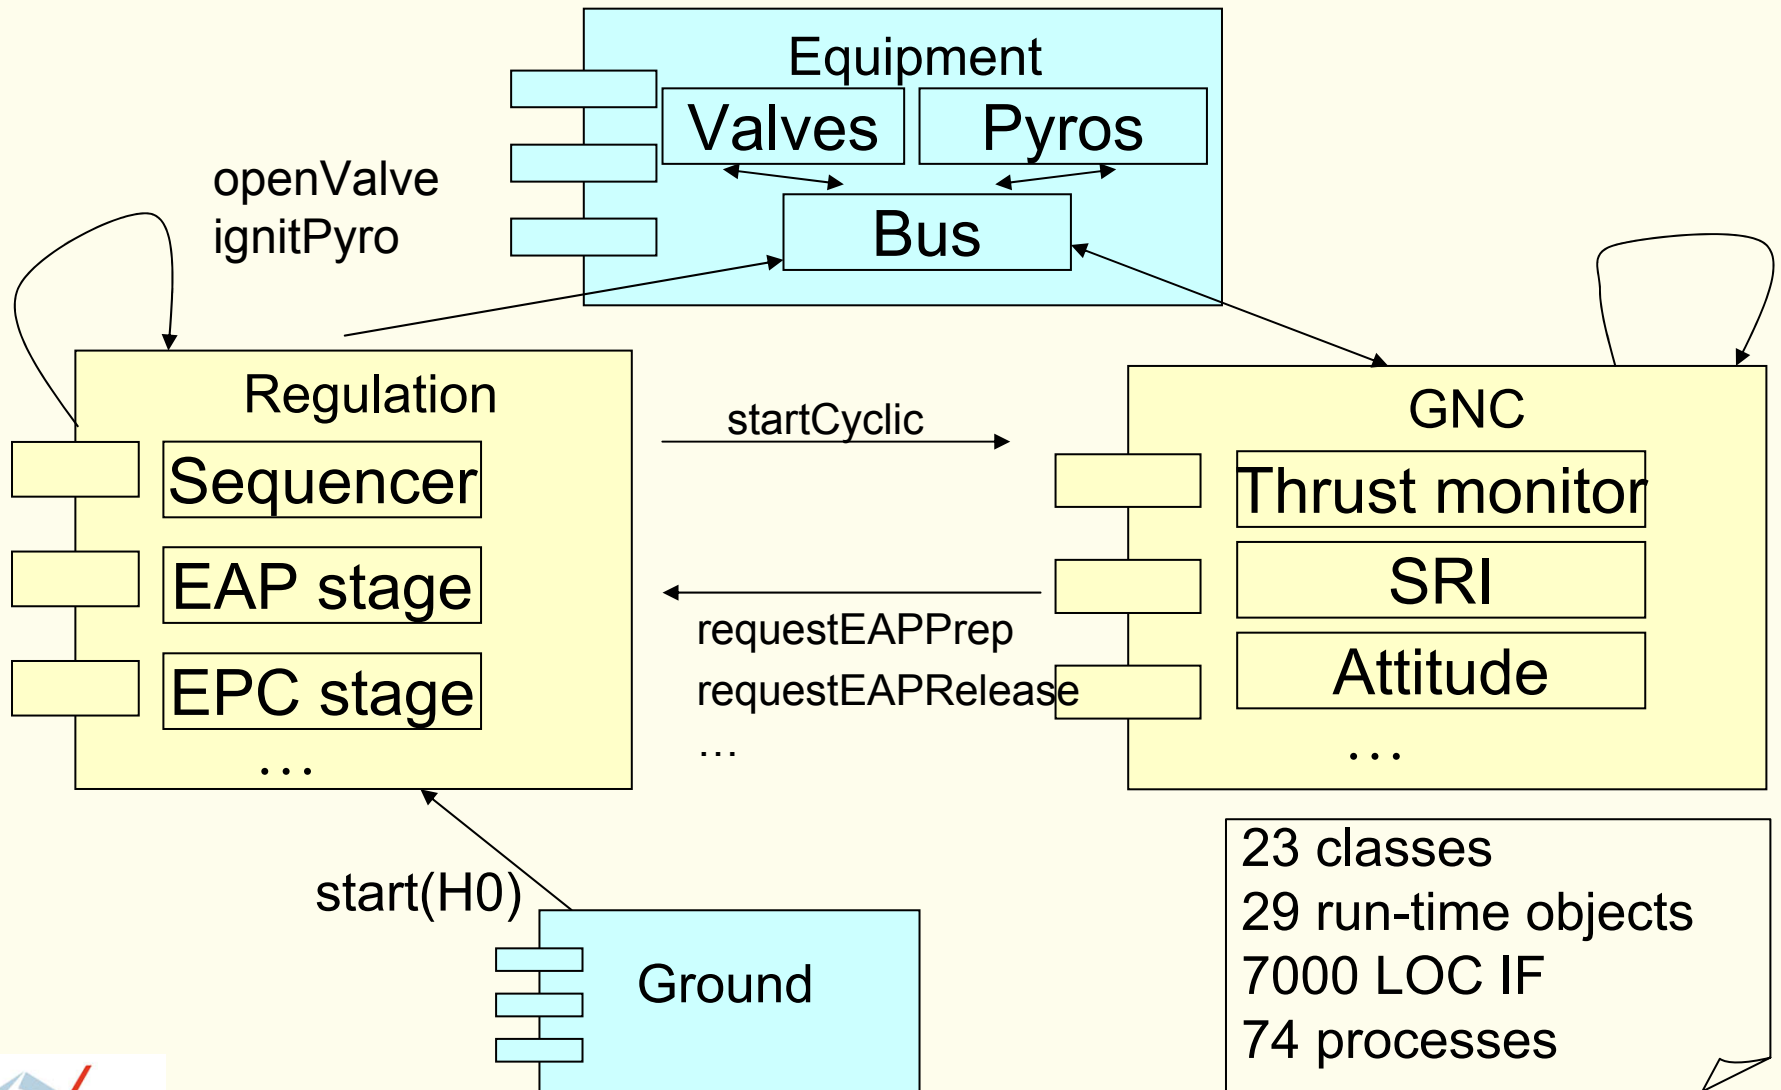 Equipment
Valves
Pyros
Bus
openValve
ignitPyro
Regulation
Sequencer
EAP stage
EPC stage
…
startCyclic
requestEAPPrep
requestEAPRelease
…
GNC
Thrust monitor
SRI
Attitude
…
start(H0)
Ground
23 classes
29 run-time objects
7000 LOC IF
74 processes